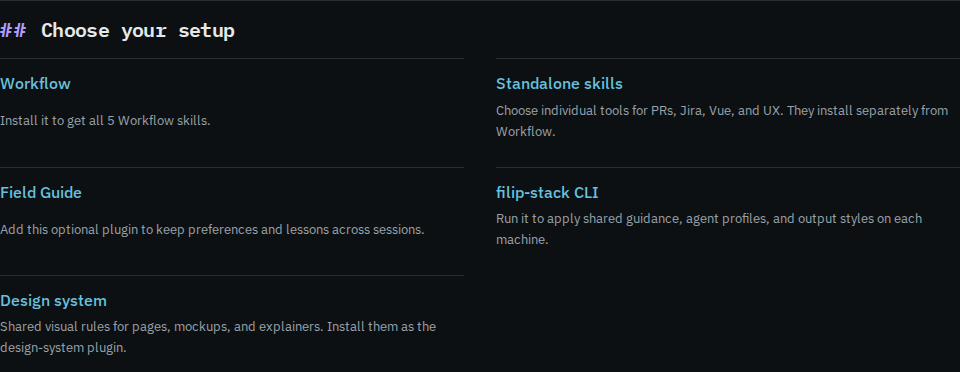 ## Choose your setup
Workflow
Install it to get all 5 Workflow skills.
Standalone skills
Choose individual tools for PRs, Jira, Vue, and UX. They install separately from
Workflow.
Field Guide
Add this optional plugin to keep preferences and lessons across sessions.
filip-stack CLI
Run it to apply shared guidance, agent profiles, and output styles on each
machine.
Design system
Shared visual rules for pages, mockups, and explainers. Install them as the
design-system plugin.